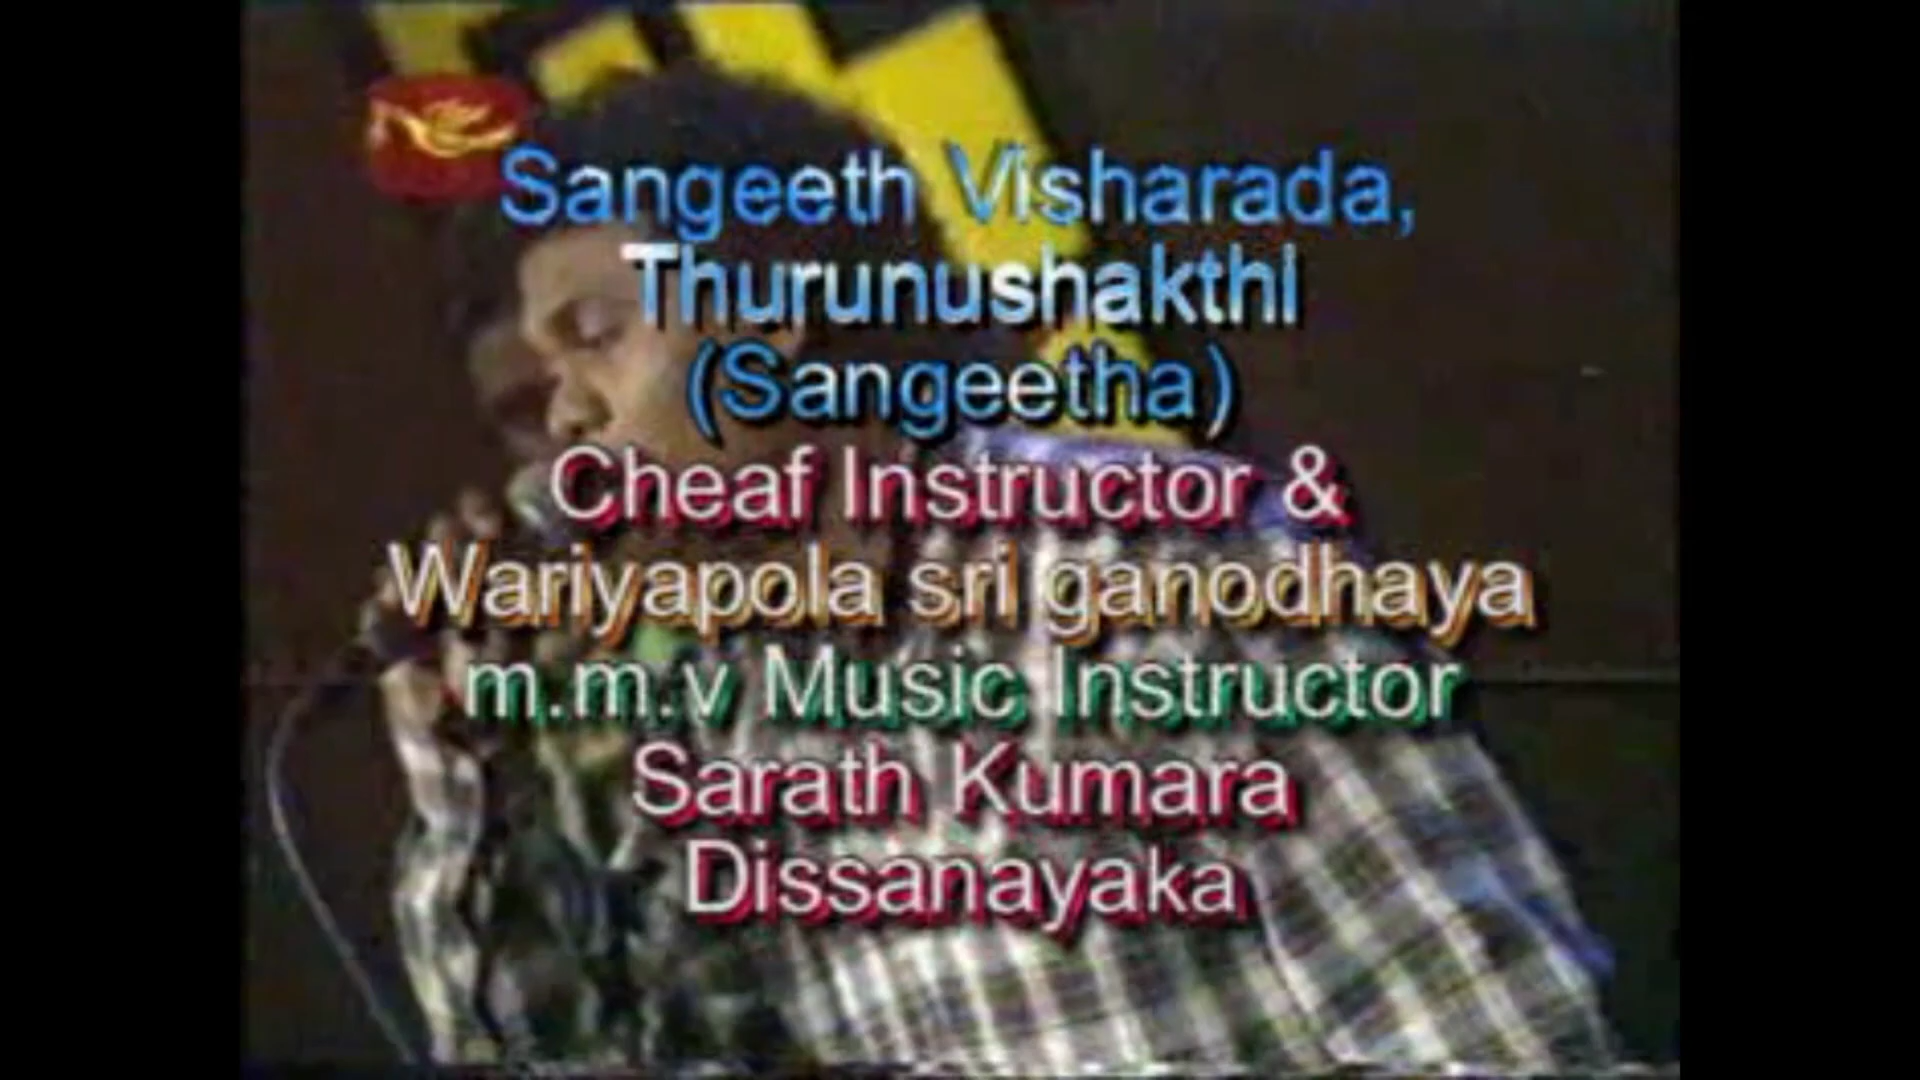 Sangeeth Visharada,
Thurunushakthi
(Sangeetha)
Cheaf Instructor &
Wariyapola sri ganodhaya
m.m.v Music Instructor
Sarath Kumara
Dissanayaka